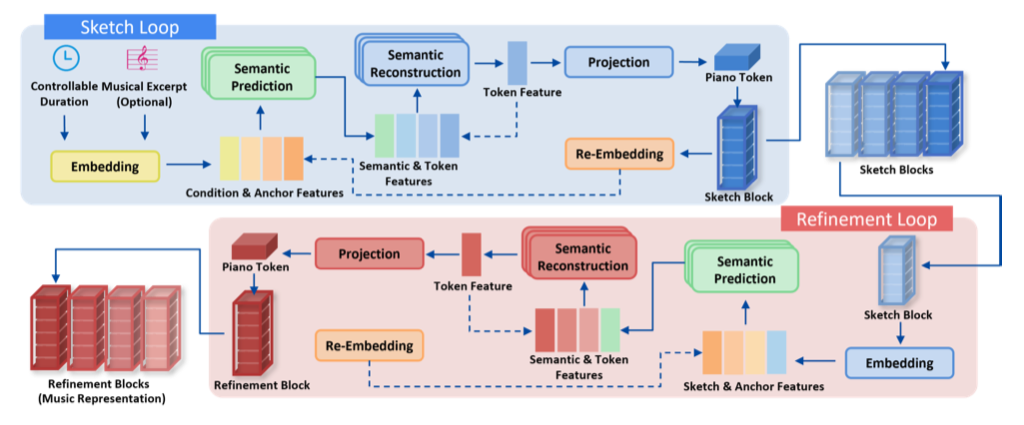 Sketch Loop
Controllable
Duration
Musical Excerpt
(Optional)
Embedding
Semantic
Prediction
Condition & Anchor Features
Semantic
Reconstruction
Token Feature
Semantic & Token
Features
Projection
Piano Token
Re-Embedding
Sketch Block
Sketch Blocks
Refinement Loop
Sketch Block
Embedding
Semantic
Prediction
Sketch & Anchor Features
Semantic
Reconstruction
Semantic & Token
Features
Token Feature
Projection
Piano Token
Re-Embedding
Refinement Block
Refinement Blocks
(Music Representation)